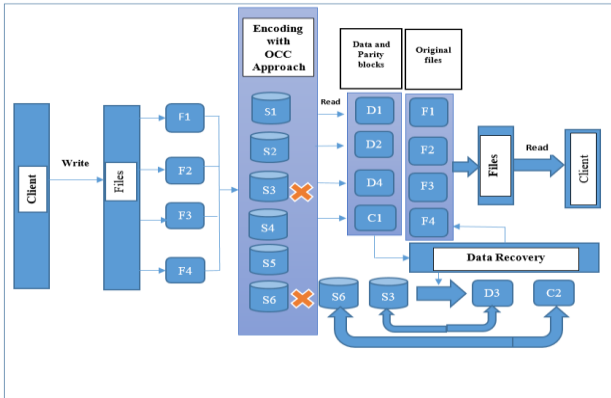 Encoding
with
OCC
Approach
Data and
Parity
blocks
Original
files
Client
Write
Files
F1
F2
F3
F4
S1
S2
S3
S4
S5
S6
Read
D1
D2
D4
C1
F1
F2
F3
F4
Files
Read
Client
Data Recovery
S6
S3
D3
C2